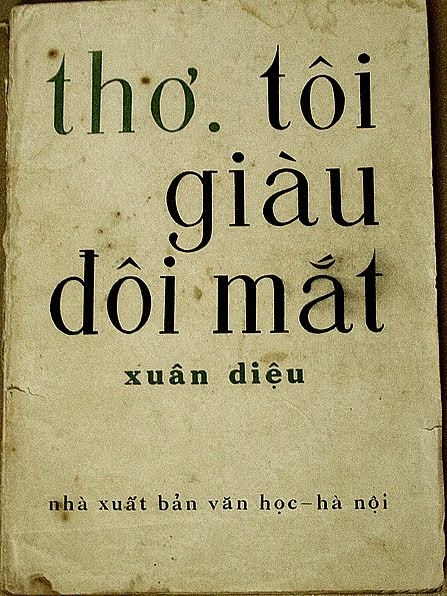 thơ. tôi
giàu
đôi mắt
xuân diệu
nhà xuất bản văn học – hà nội